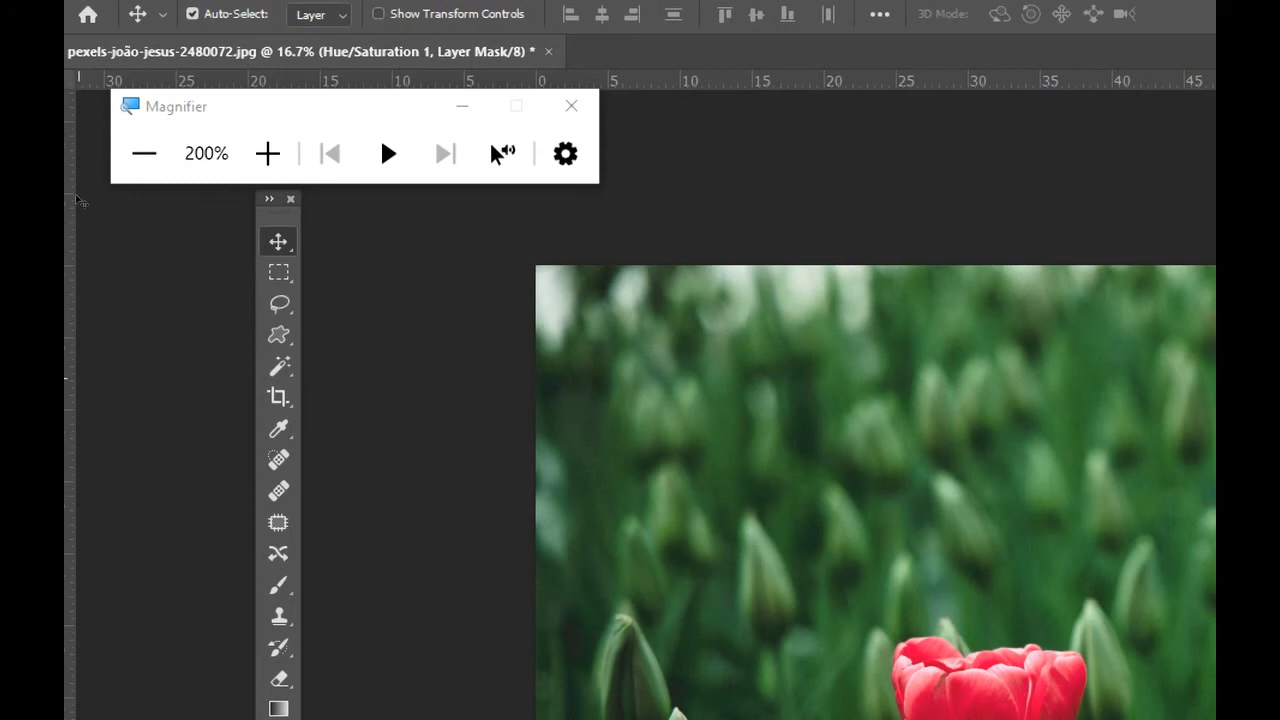 Auto-Select: Layer Show Transform Controls 3D Mode:
pexels-joão-jesus-2480072.jpg @ 16.7% (Hue/Saturation 1, Layer Mask/8) *
30 25 20 15 10 5 0 5 10 15 20 25 30 35 40 45
Magnifier
200%